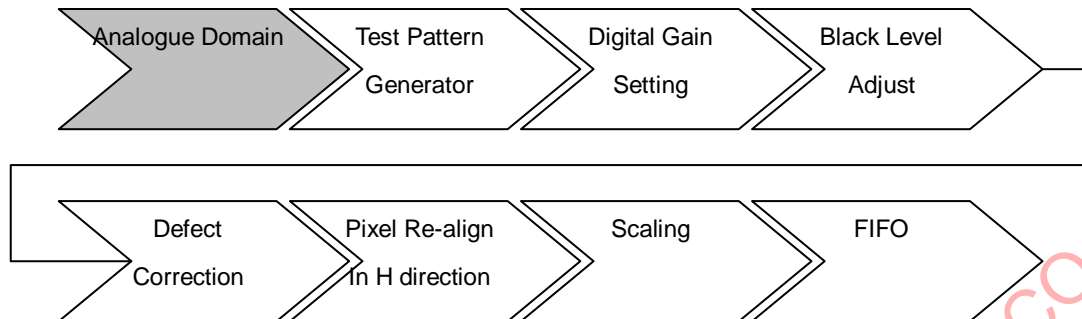 Analogue Domain
Test Pattern
Generator
Digital Gain
Setting
Black Level
Adjust
Defect
Correction
Pixel Re-align
In H direction
Scaling
FIFO